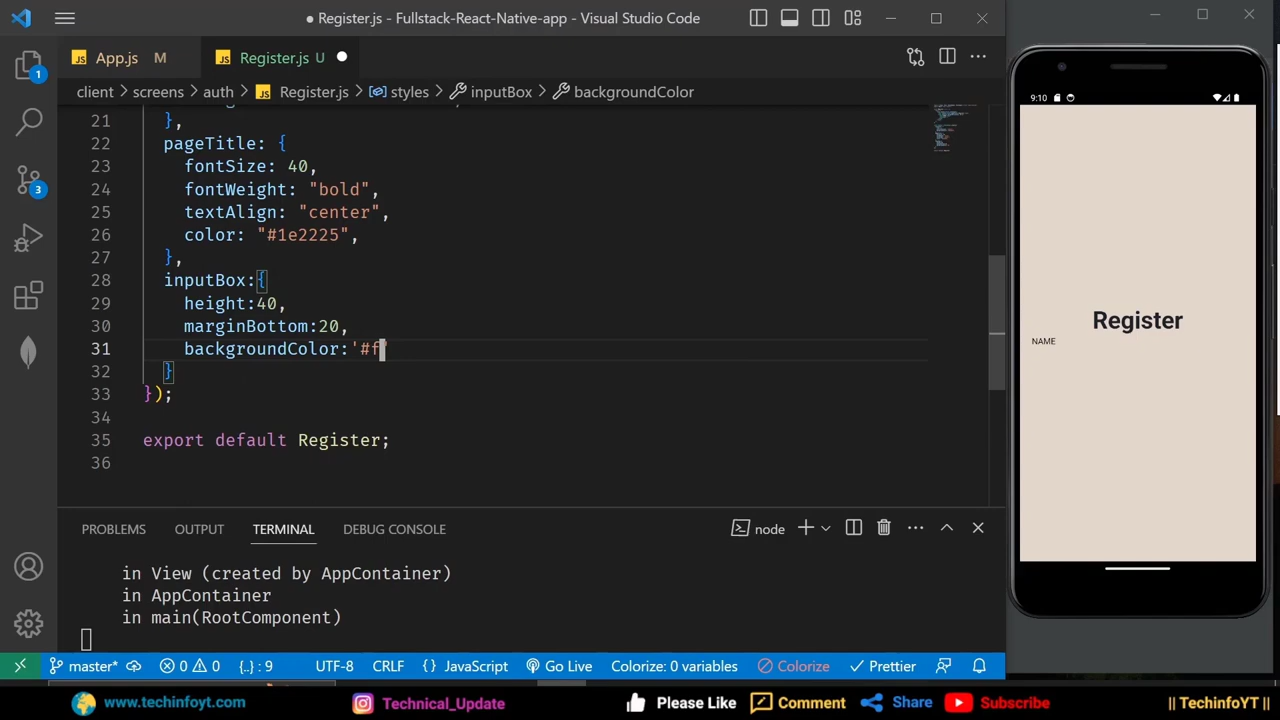 Register.js - Fullstack-React-Native-app - Visual Studio Code
JS App.js M
JS Register.js U
client > screens > auth > JS Register.js > styles > inputBox > backgroundColor
21 },
22 pageTitle: {
23 fontSize: 40,
24 fontWeight: "bold",
25 textAlign: "center",
26 color: "#1e2225",
27 },
28 inputBox:{
29 height:40,
30 marginBottom:20,
31 backgroundColor:'#f'
32 }
33 });
34
35 export default Register;
36
1
3
PROBLEMS OUTPUT TERMINAL DEBUG CONSOLE
node
in View (created by AppContainer)
in AppContainer
in main(RootComponent)
master* 0 0 {..} : 9 UTF-8 CRLF {} JavaScript Go Live Colorize: 0 variables Colorize Prettier
9:10
Register
NAME
www.techinfoyt.com Technical_Update Please Like Comment Share Subscribe || TechinfoYT ||